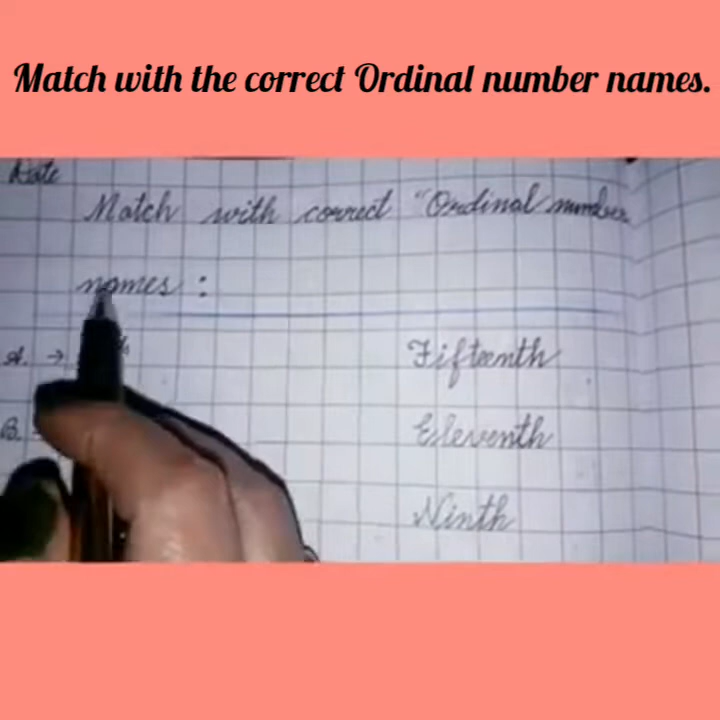 Match with the correct Ordinal number names.
Date
Match with correct "Ordinal number
names :
A. → Fifteenth
B. Eleventh
Ninth